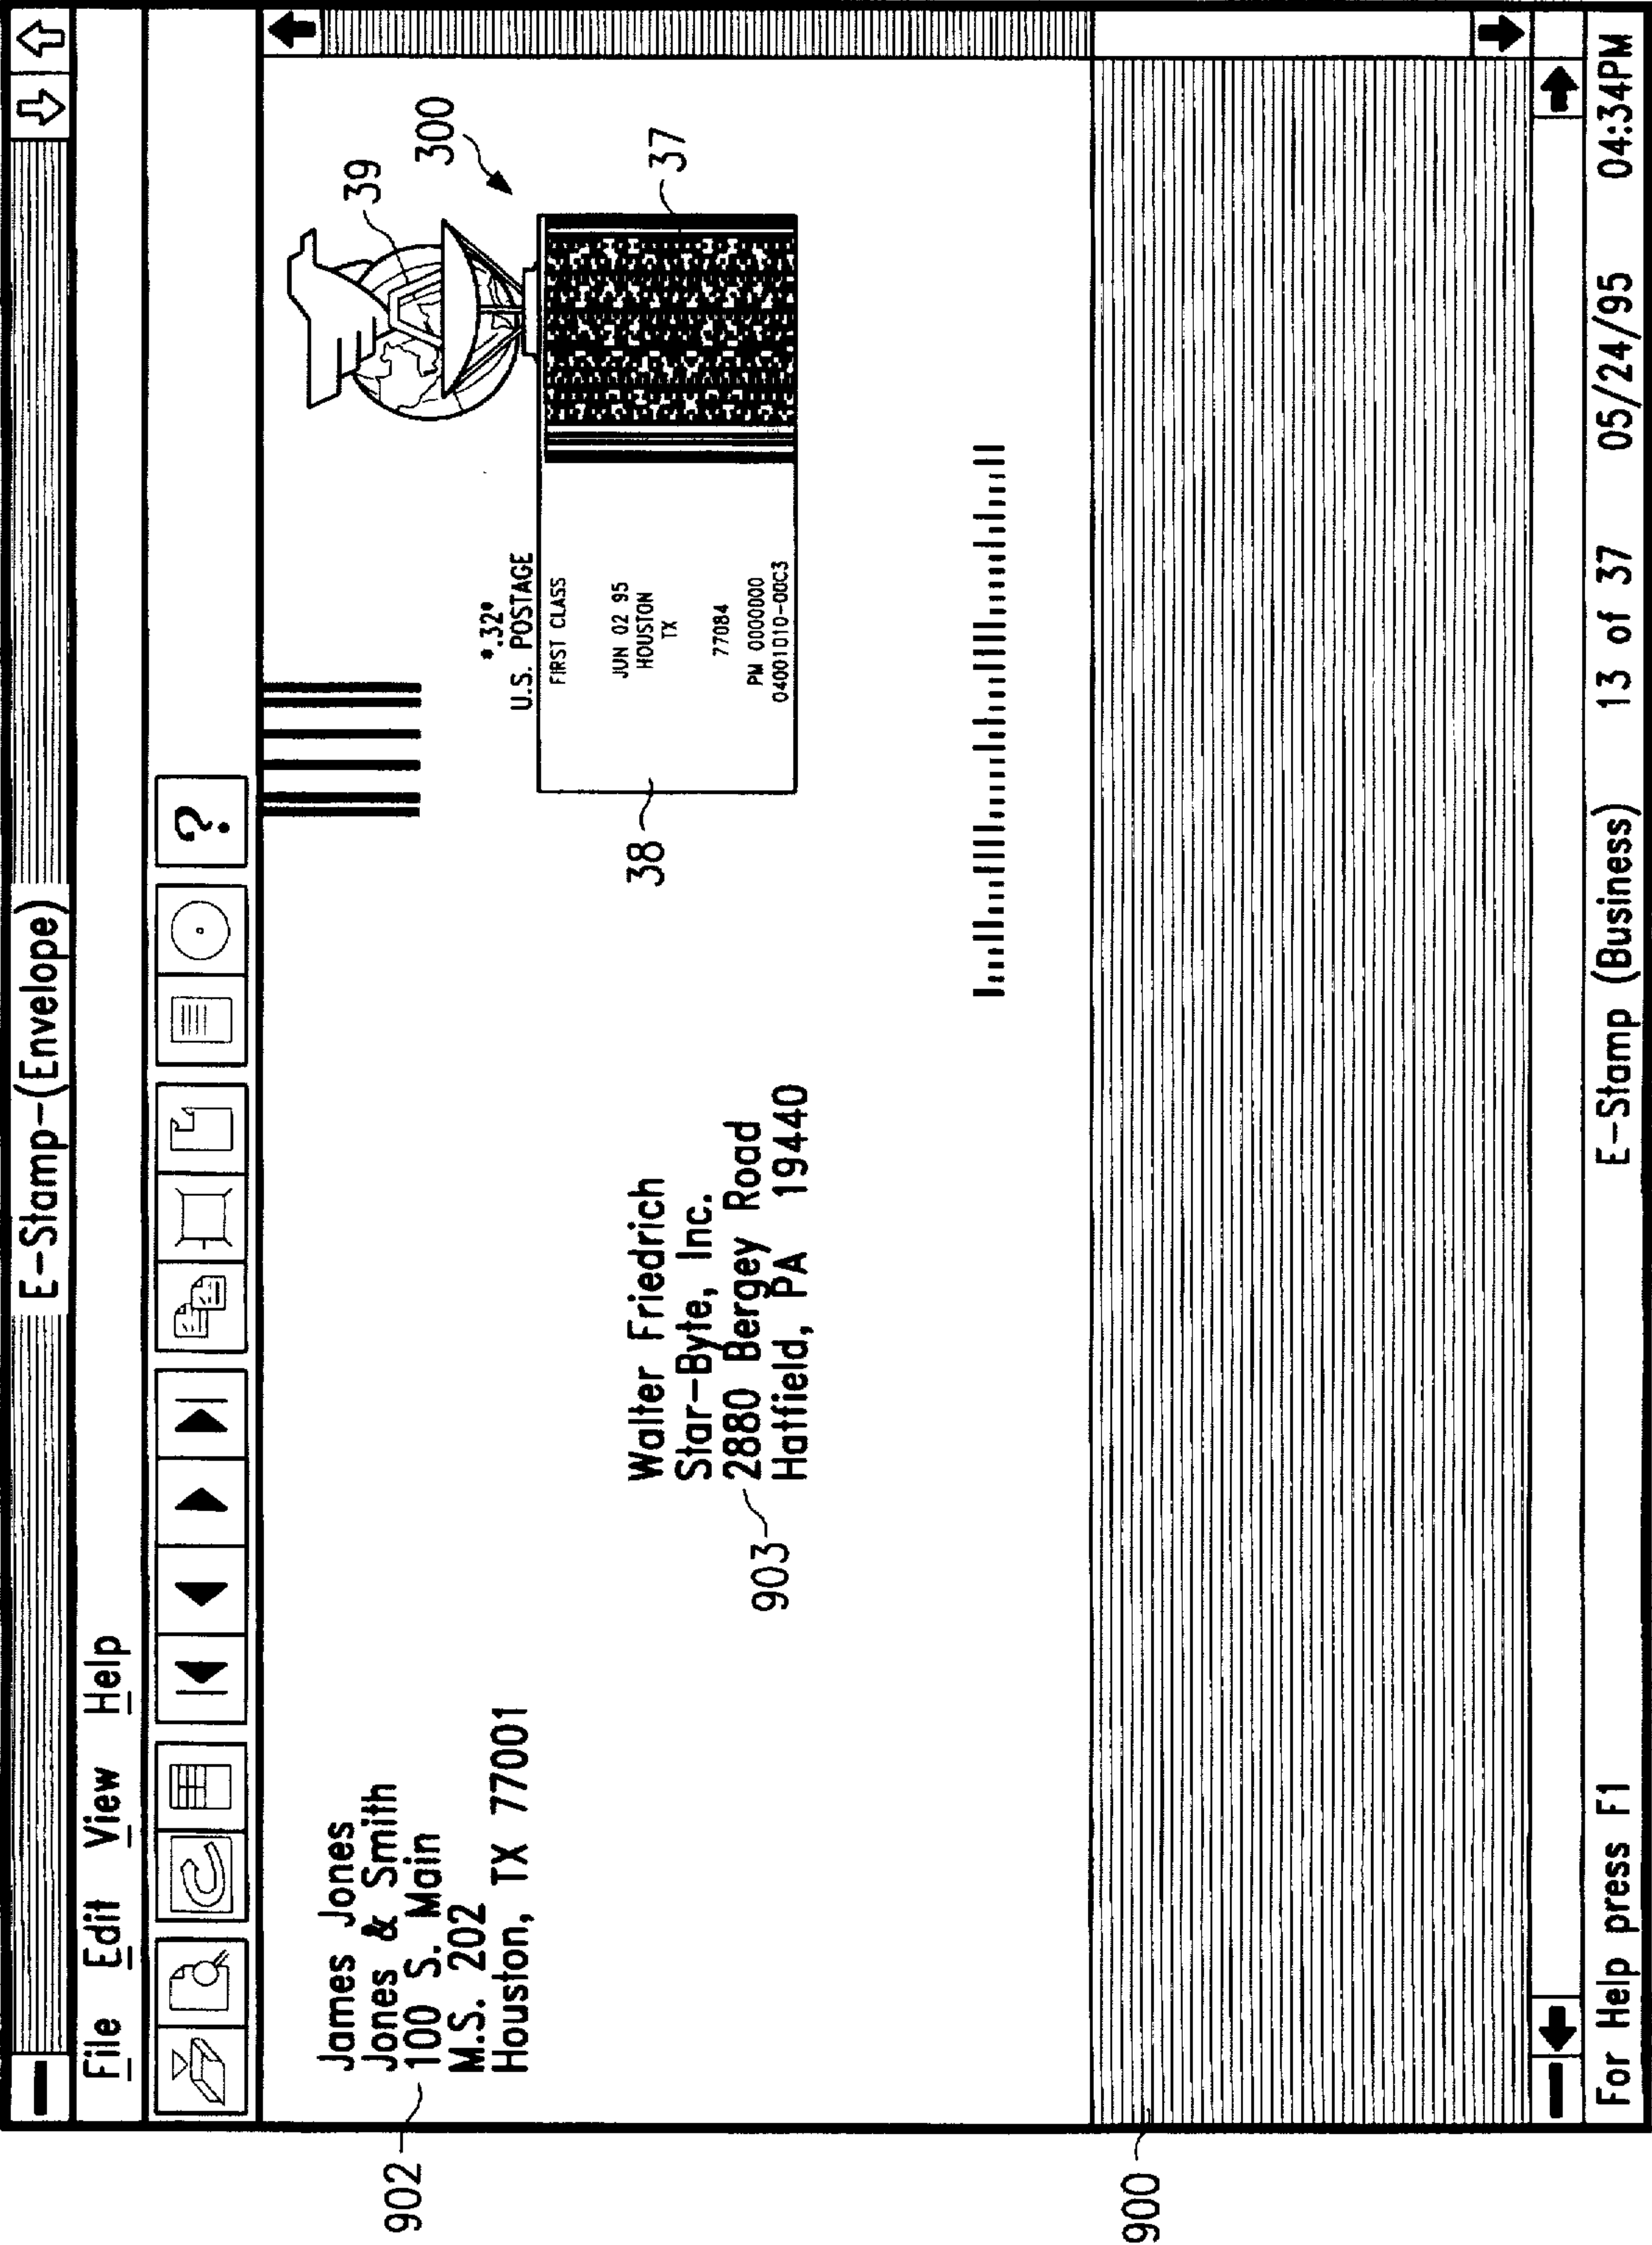 E-Stamp-(Envelope)
File Edit View Help
?
James Jones
Jones & Smith
902
100 S. Main
M.S. 202
Houston, TX 77001
39
300
*.32*
U.S. POSTAGE
FIRST CLASS
37
JUN 02 95
HOUSTON
TX
77084
PM 0000000
04001010-00C3
38
Walter Friedrich
Star-Byte, Inc.
2880 Bergey Road
903
Hatfield, PA 19440
900
For Help press F1 E-Stamp (Business) 13 of 37 05/24/95 04:34PM